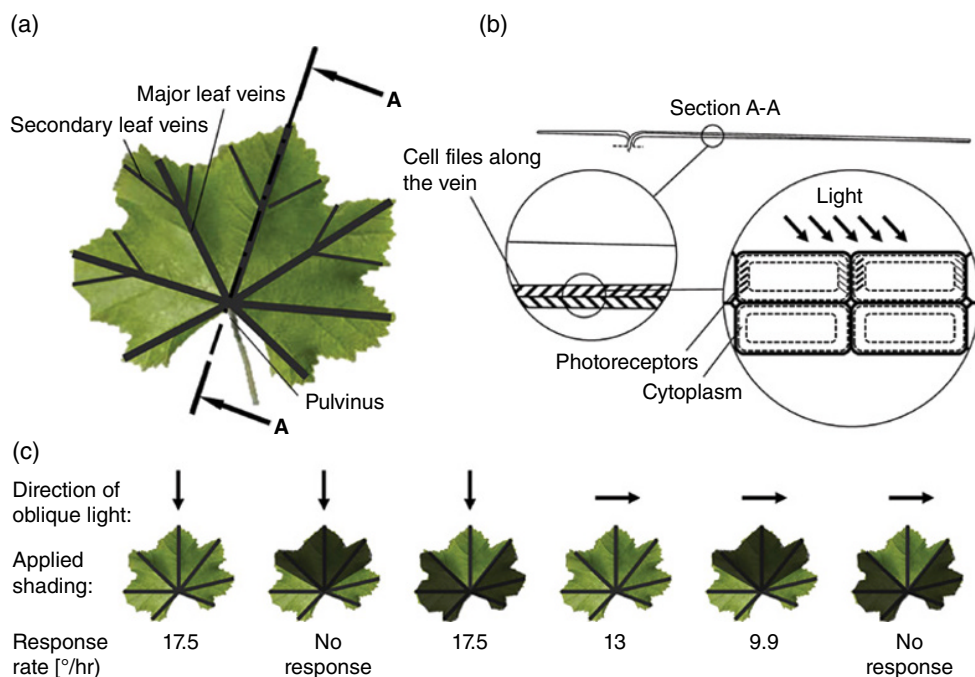 (a)
A
Major leaf veins
Secondary leaf veins
Pulvinus
A
(b)
Section A-A
Cell files along
the vein
Light
Photoreceptors
Cytoplasm
(c)
Direction of
oblique light:
Applied
shading:
Response
rate [°/hr)
17.5
No
response
17.5
13
9.9
No
response